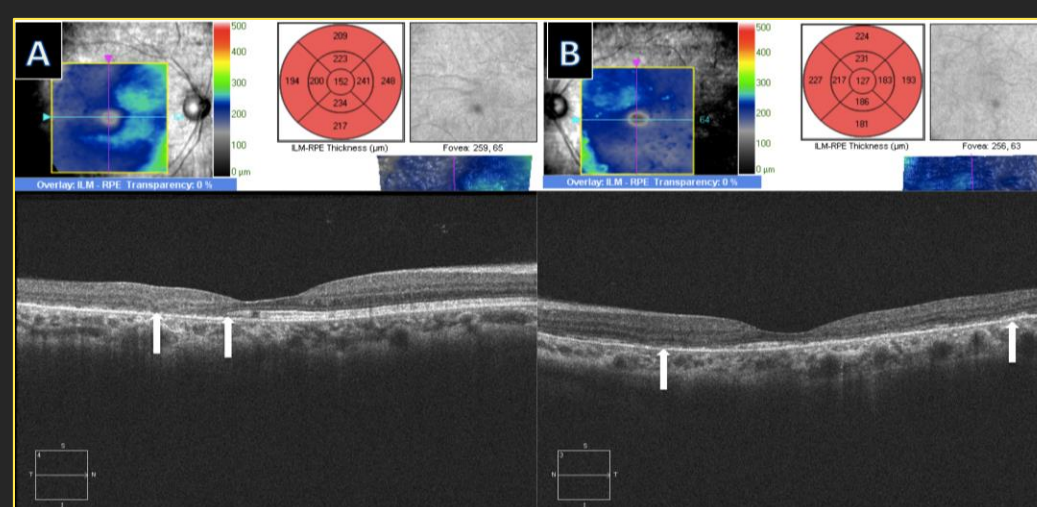 A
500
400
300
200
100
0 µm
Overlay: ILM - RPE Transparency: 0 %
209
223
194 200 152 241 248
234
217
ILM-RPE Thickness (µm)
Fovea: 259, 65
B
64
500
400
300
200
100
0 µm
Overlay: ILM - RPE Transparency: 0 %
224
231
227 217 127 183 193
186
181
ILM-RPE Thickness (µm)
Fovea: 256, 63
S
4
T N
I
S
3
N T
I